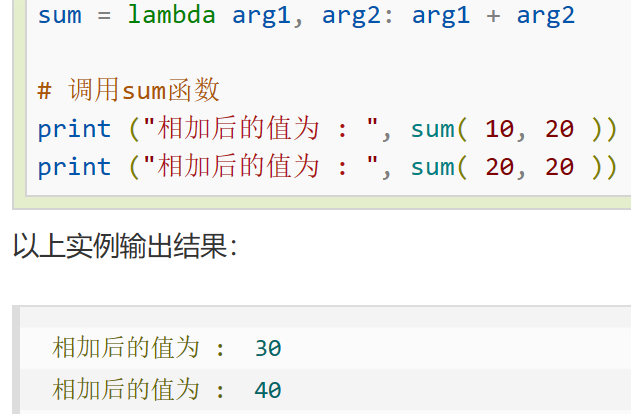 sum = lambda arg1, arg2: arg1 + arg2
# 调用sum函数
print ("相加后的值为 : ", sum( 10, 20 ))
print ("相加后的值为 : ", sum( 20, 20 ))
以上实例输出结果：
相加后的值为 :  30
相加后的值为 :  40